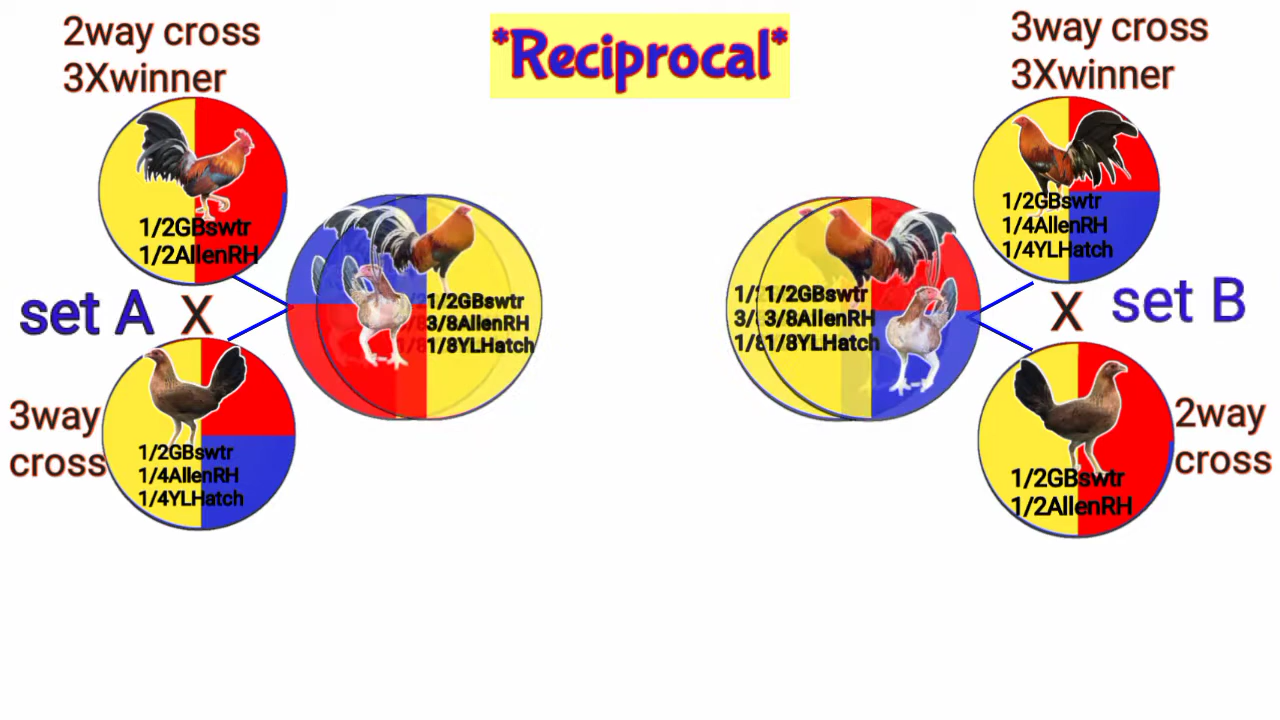 *Reciprocal*
2way cross
3Xwinner
1/2GBswtr
1/2AllenRH
set A
X
3way
cross
1/2GBswtr
1/4AllenRH
1/4YLHatch
1/2GBswtr
3/8AllenRH
1/8YLHatch
1/2GBswtr
3/8AllenRH
1/8YLHatch
3way cross
3Xwinner
1/2GBswtr
1/4AllenRH
1/4YLHatch
X
set B
2way
cross
1/2GBswtr
1/2AllenRH